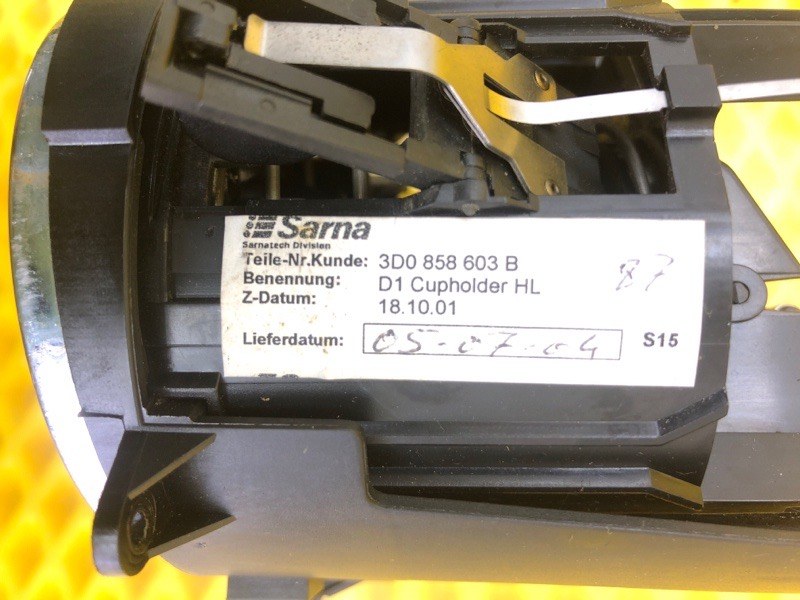 Sarna
Sarnatech Division
Teile-Nr.Kunde: 3D0 858 603 B
Benennung: D1 Cupholder HL
Z-Datum: 18.10.01
87
Lieferdatum: 05-07-04 S15